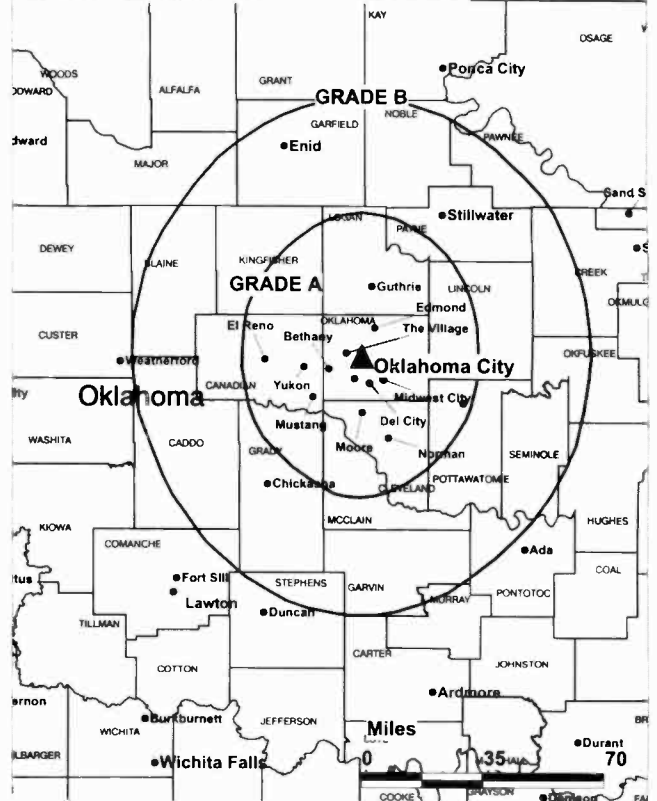 KAY
OSAGE
WOODS
Ponca City
GRANT
ALFALFA
GRADE B
NOBLE
GARFIELD
PAWNEE
dward
Enid
MAJOR
Sand S
LOGAN
Stillwater
PAYNE
DEWEY
BLAINE
KINGFISHER
CREEK
GRADE A
Guthrie
LINCOLN
Edmond
OKLAHOMA
El Reno
The Village
CUSTER
Bethany
OKFUSKEE
Weatherford
Oklahoma City
CANADIAN
Yukon
Oklahoma
Midwest City
Mustang
Del City
WASHITA
CADDO
Moore
Norman
GRADY
SEMINOLE
POTTAWATOMIE
Chickasha
CLEVELAND
MCCLAIN
HUGHES
KIOWA
COMANCHE
Ada
COAL
Fort Sill
STEPHENS
GARVIN
Lawton
PONTOTOC
MURRAY
Duncan
TILLMAN
CARTER
COTTON
JOHNSTON
Ardmore
Burkburnett
JEFFERSON
WICHITA
Miles
Durant
Wichita Falls
0 35 70
COOKE
GRAYSON
Denison